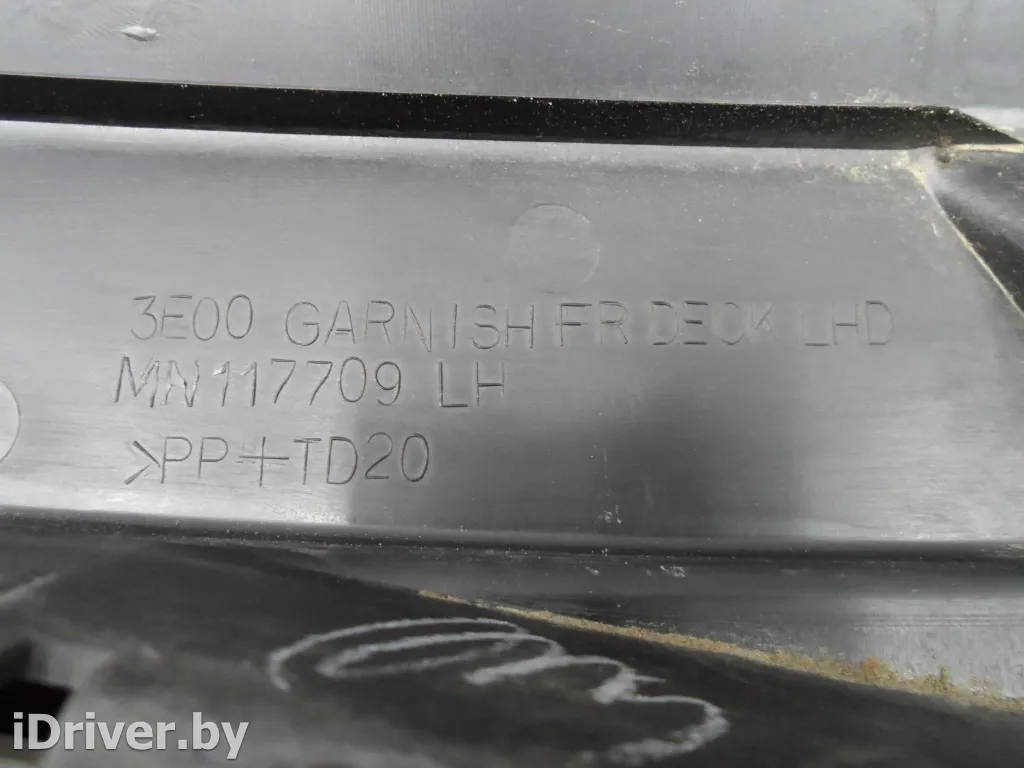 3E00 GARNISH FR DECK LHD
MN117709 LH
>PP+TD20
iDriver.by